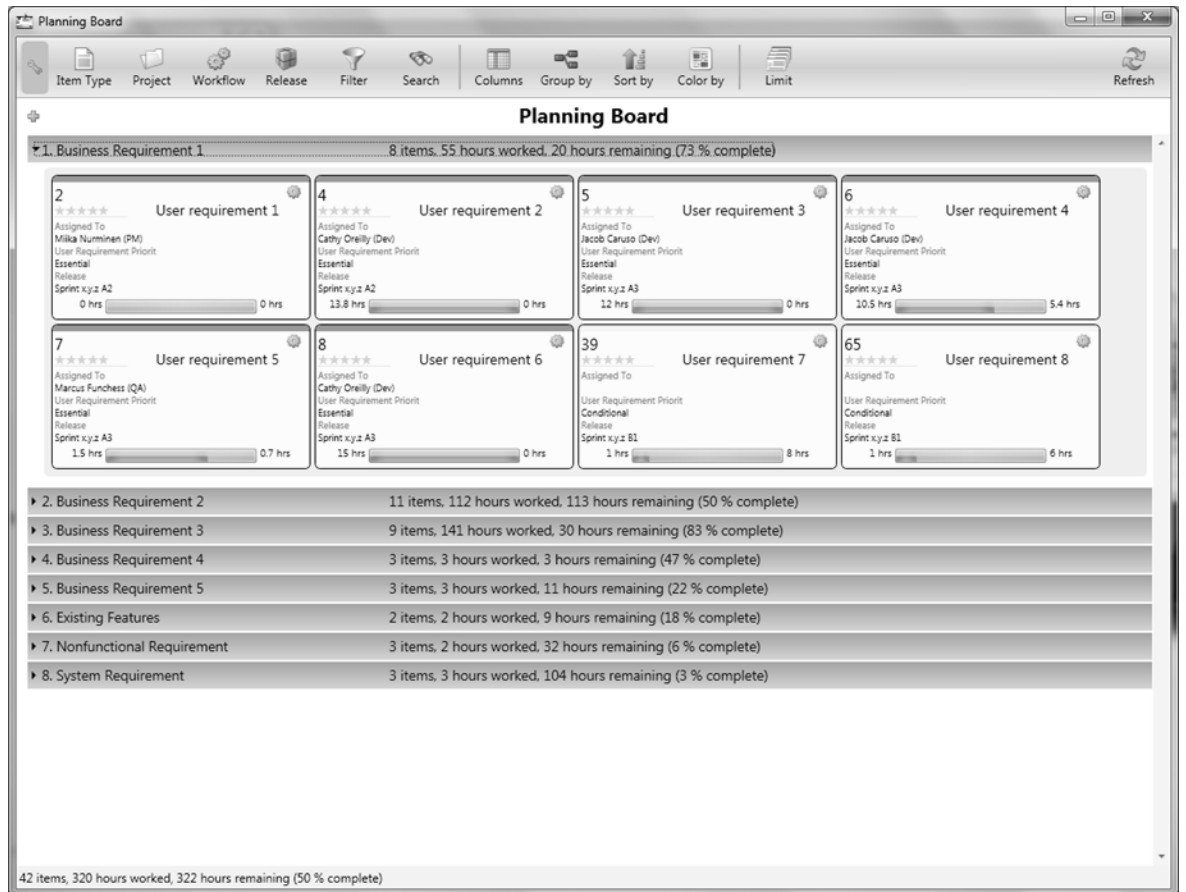 Planning Board
Item Type Project Workflow Release Filter Search Columns Group by Sort by Color by Limit Refresh
Planning Board
1. Business Requirement 1 8 items, 55 hours worked, 20 hours remaining (73 % complete)
2
User requirement 1
Assigned To
Miika Nurminen (PM)
User Requirement Priorit
Essential
Release
Sprint x.y.z A2
0 hrs 0 hrs
4
User requirement 2
Assigned To
Cathy Oreilly (Dev)
User Requirement Priorit
Essential
Release
Sprint x.y.z A2
13.8 hrs 0 hrs
5
User requirement 3
Assigned To
Jacob Caruso (Dev)
User Requirement Priorit
Essential
Release
Sprint x.y.z A3
12 hrs 0 hrs
6
User requirement 4
Assigned To
Jacob Caruso (Dev)
User Requirement Priorit
Essential
Release
Sprint x.y.z A3
10.5 hrs 5.4 hrs
7
User requirement 5
Assigned To
Marcus Funchess (QA)
User Requirement Priorit
Essential
Release
Sprint x.y.z A3
1.5 hrs 0.7 hrs
8
User requirement 6
Assigned To
Cathy Oreilly (Dev)
User Requirement Priorit
Essential
Release
Sprint x.y.z A3
15 hrs 0 hrs
39
User requirement 7
Assigned To
User Requirement Priorit
Conditional
Release
Sprint x.y.z B1
1 hrs 8 hrs
65
User requirement 8
Assigned To
User Requirement Priorit
Conditional
Release
Sprint x.y.z B1
1 hrs 6 hrs
2. Business Requirement 2 11 items, 112 hours worked, 113 hours remaining (50 % complete)
3. Business Requirement 3 9 items, 141 hours worked, 30 hours remaining (83 % complete)
4. Business Requirement 4 3 items, 3 hours worked, 3 hours remaining (47 % complete)
5. Business Requirement 5 3 items, 3 hours worked, 11 hours remaining (22 % complete)
6. Existing Features 2 items, 2 hours worked, 9 hours remaining (18 % complete)
7. Nonfunctional Requirement 3 items, 2 hours worked, 32 hours remaining (6 % complete)
8. System Requirement 3 items, 3 hours worked, 104 hours remaining (3 % complete)
42 items, 320 hours worked, 322 hours remaining (50 % complete)